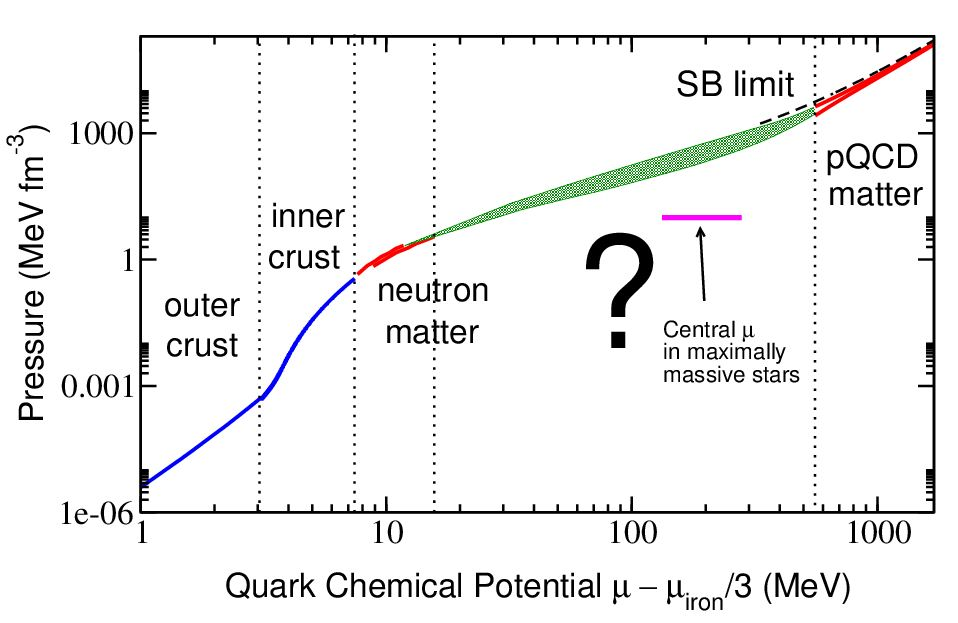 SB limit
1000
pQCD
matter
inner
crust
1
neutron
matter
outer
crust
?
Central μ
in maximally
massive stars
0.001
1e-06
Pressure (MeV fm⁻³)
1
10
100
1000
Quark Chemical Potential μ − μ_iron/3 (MeV)